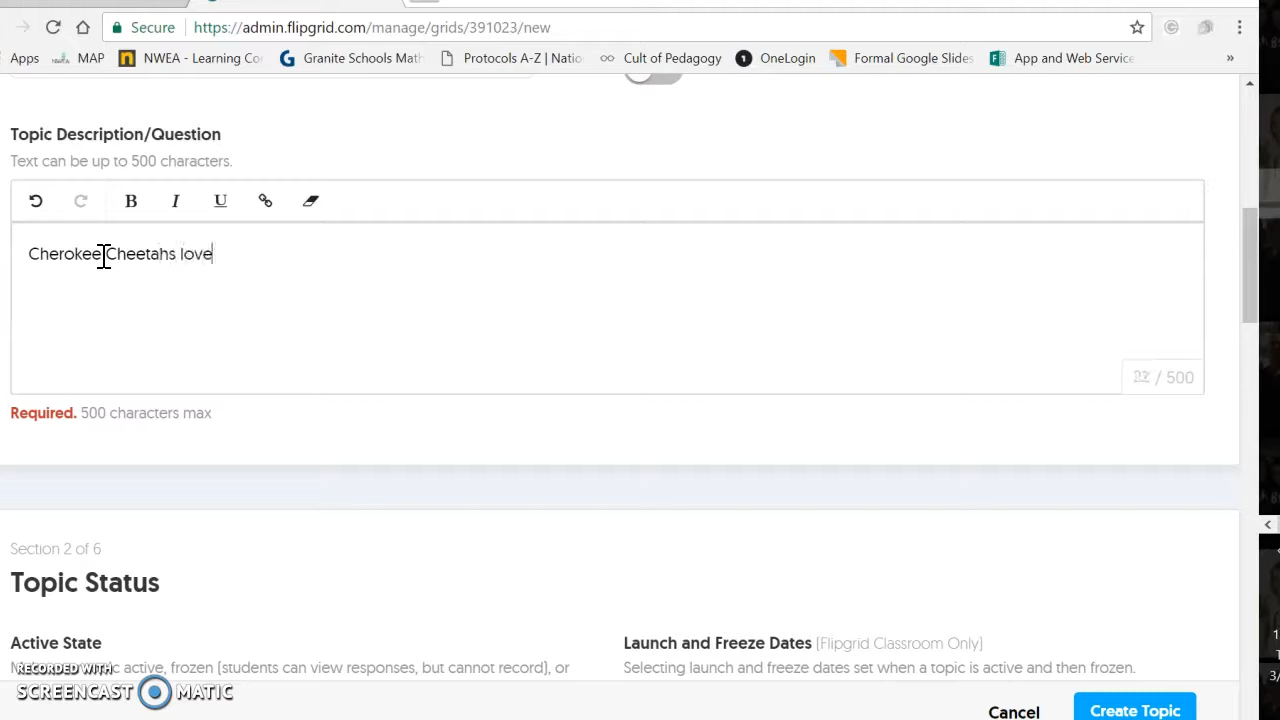 Secure https://admin.flipgrid.com/manage/grids/391023/new
Apps MAP NWEA - Learning Co Granite Schools Mat Protocols A-Z | Natio Cult of Pedagogy 1 OneLogin Formal Google Slides App and Web Service »
Topic Description/Question
Text can be up to 500 characters.
B I U
Cherokee Cheetahs love
/ 500
Required. 500 characters max
Section 2 of 6
Topic Status
Active State
Launch and Freeze Dates (Flipgrid Classroom Only)
active, frozen (students can view responses, but cannot record), or
Selecting launch and freeze dates set when a topic is active and then frozen.
RECORDED WITH
SCREENCAST MATIC
Cancel
Create Topic